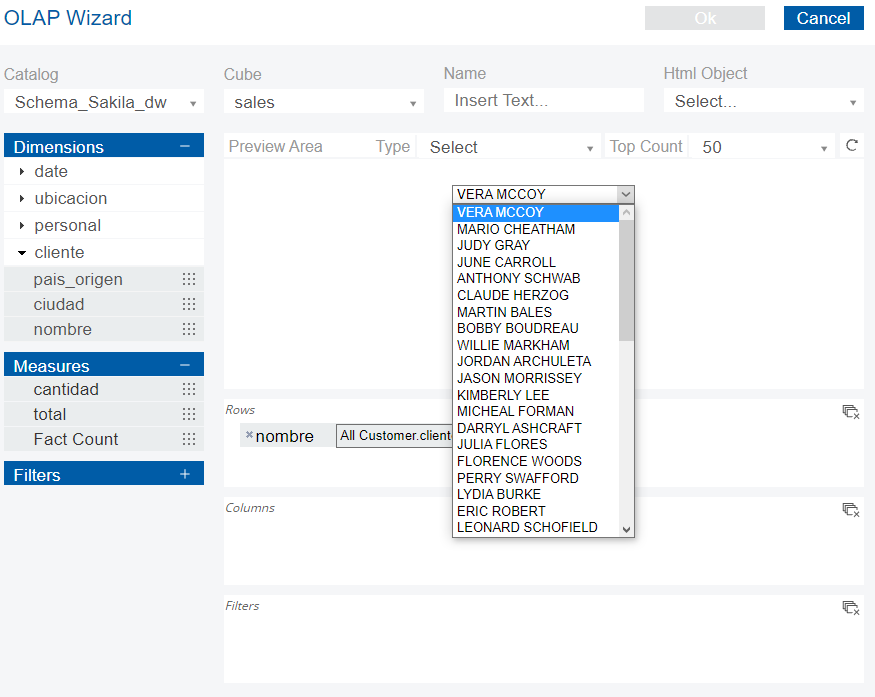 OLAP Wizard
Ok
Cancel
Catalog
Cube
Name
Html Object
Schema_Sakila_dw
sales
Insert Text...
Select...
Dimensions
date
ubicacion
personal
cliente
pais_origen
ciudad
nombre
Measures
cantidad
total
Fact Count
Filters
Preview Area
Type
Select
Top Count
50
VERA MCCOY
VERA MCCOY
MARIO CHEATHAM
JUDY GRAY
JUNE CARROLL
ANTHONY SCHWAB
CLAUDE HERZOG
MARTIN BALES
BOBBY BOUDREAU
WILLIE MARKHAM
JORDAN ARCHULETA
JASON MORRISSEY
KIMBERLY LEE
MICHEAL FORMAN
DARRYL ASHCRAFT
JULIA FLORES
FLORENCE WOODS
PERRY SWAFFORD
LYDIA BURKE
ERIC ROBERT
LEONARD SCHOFIELD
Rows
nombre
All Customer.client
Columns
Filters